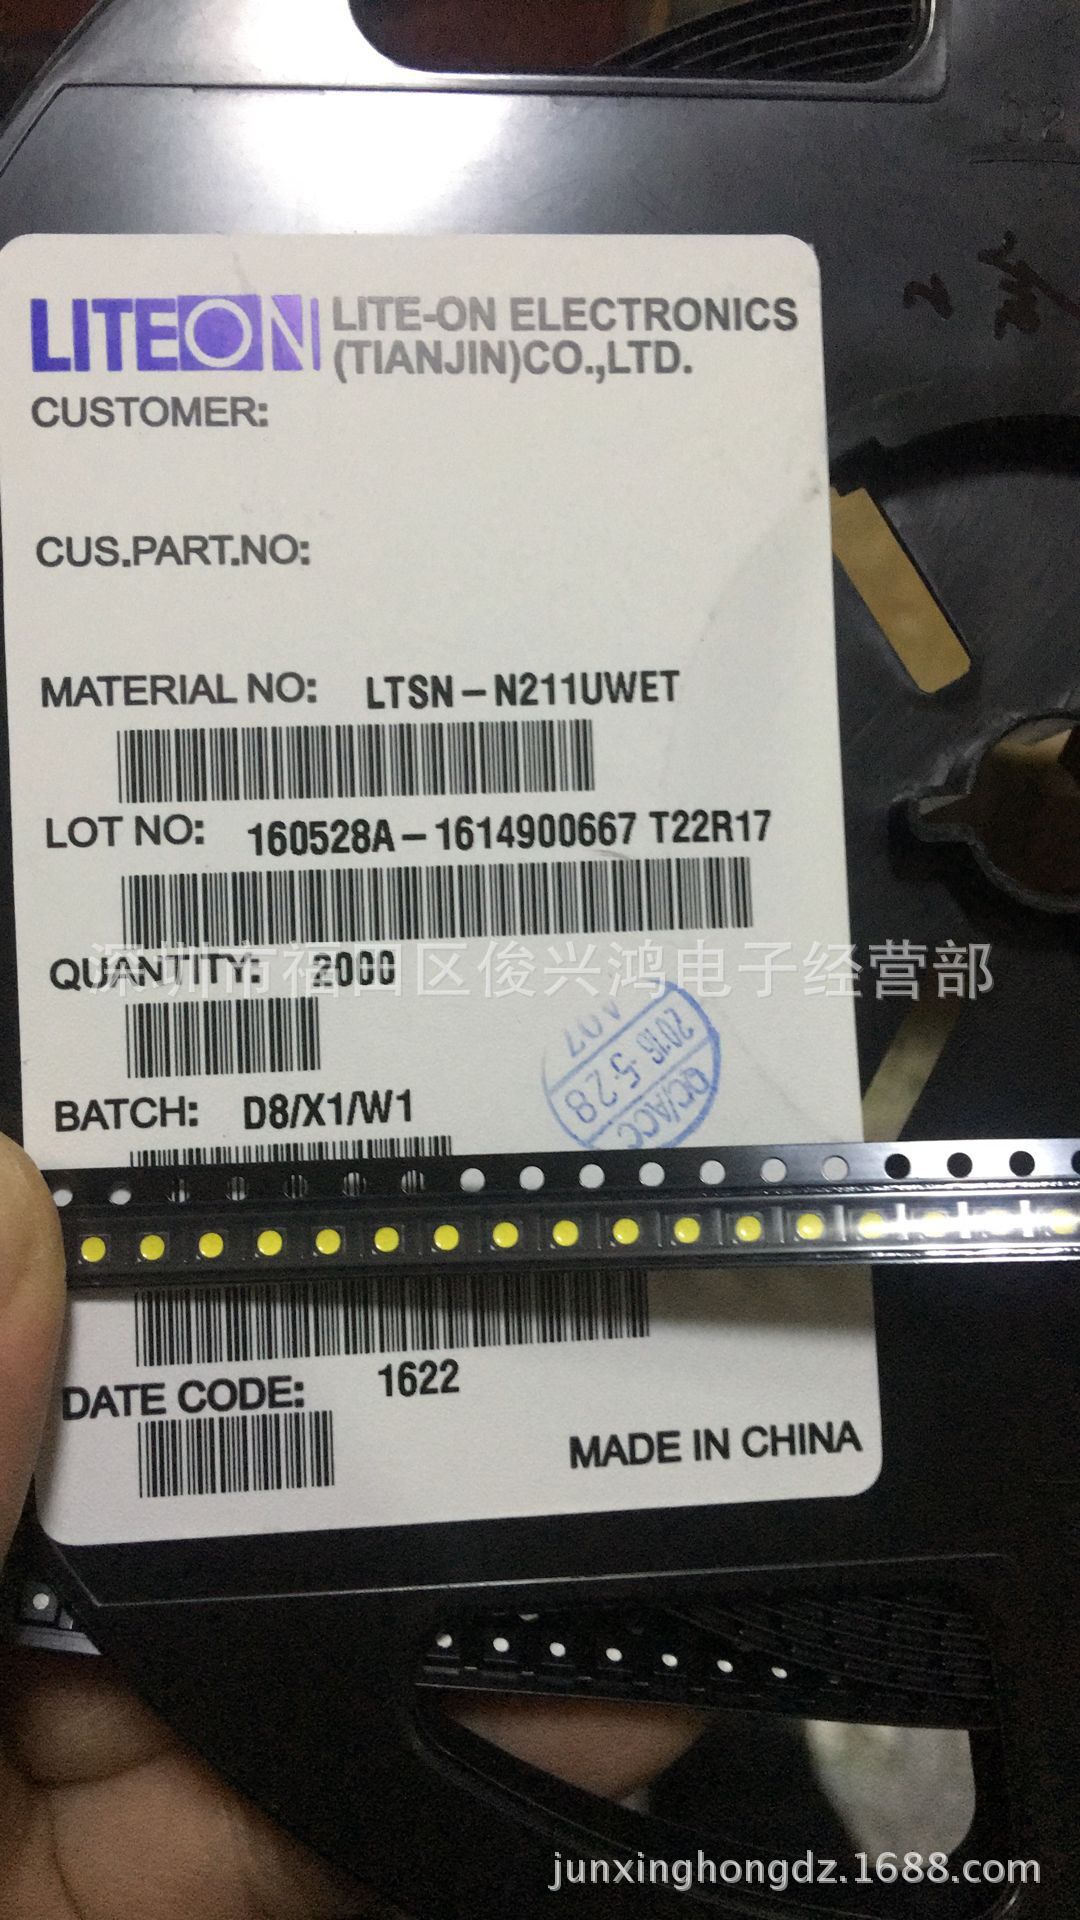 LITEON LITE-ON ELECTRONICS
(TIANJIN)CO.,LTD.
CUSTOMER:
CUS.PART.NO:
MATERIAL NO: LTSN-N211UWET
LOT NO: 160528A-1614900667 T22R17
深圳市福田区俊兴鸿电子经营部
QUANTITY: 2000
A07
2016.5.28
QC/ACC
BATCH: D8/X1/W1
DATE CODE: 1622
MADE IN CHINA
junxinghongdz.1688.com